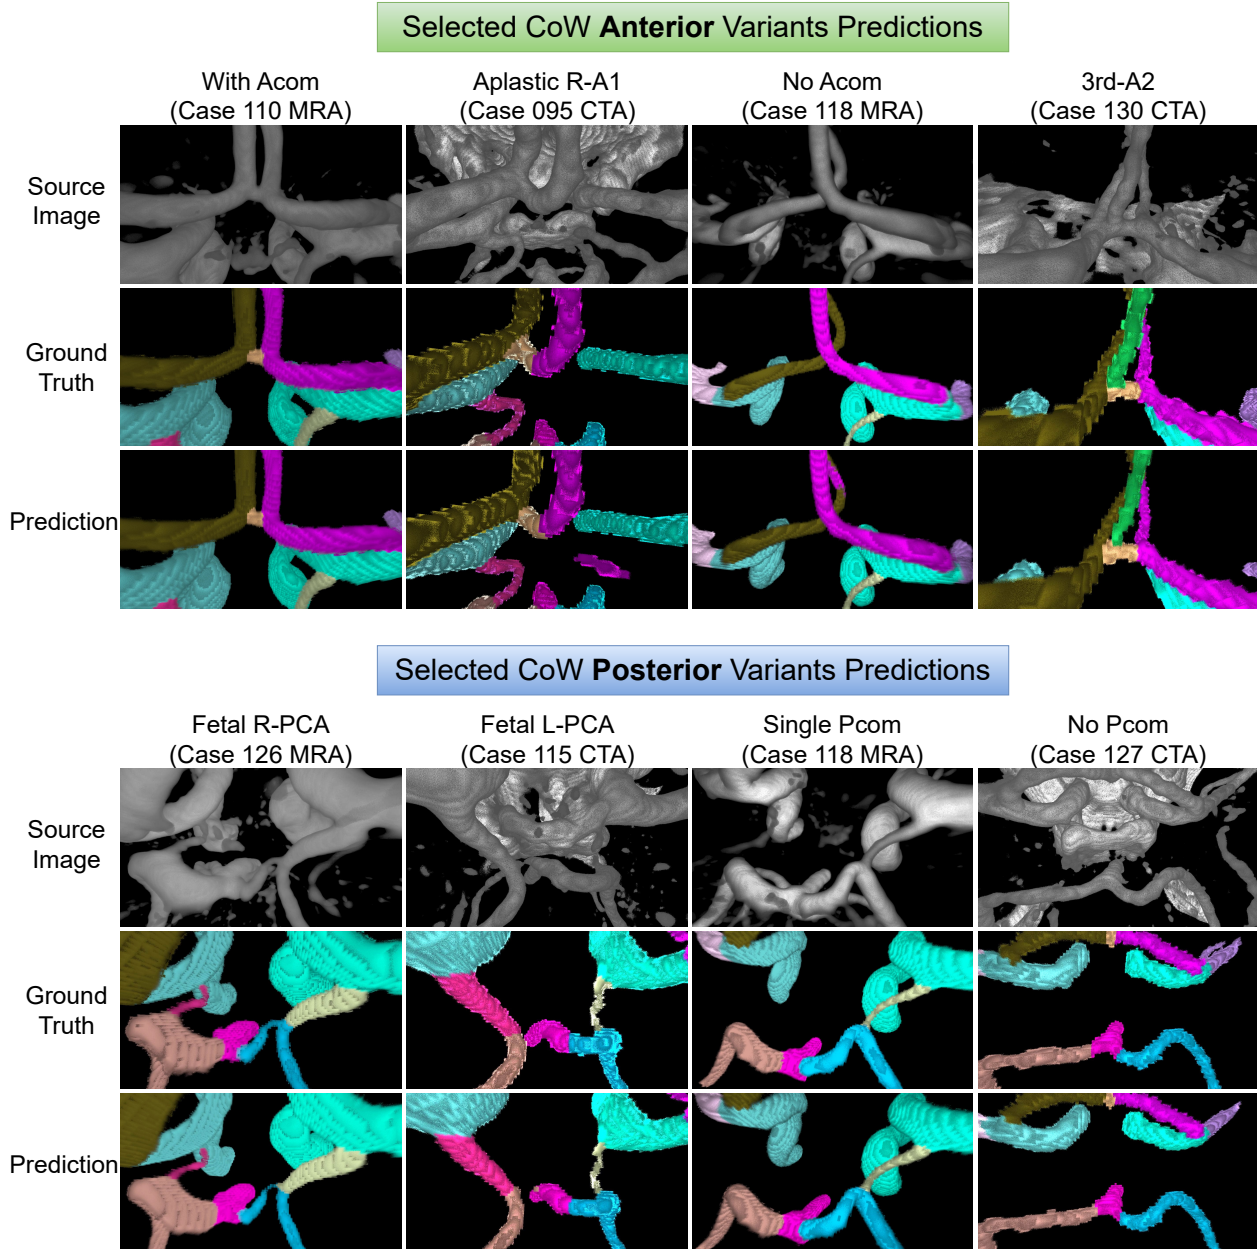 Selected CoW Anterior Variants Predictions
With Acom
(Case 110 MRA)
Aplastic R-A1
(Case 095 CTA)
No Acom
(Case 118 MRA)
3rd-A2
(Case 130 CTA)
Source
Image
Ground
Truth
Prediction
Selected CoW Posterior Variants Predictions
Fetal R-PCA
(Case 126 MRA)
Fetal L-PCA
(Case 115 CTA)
Single Pcom
(Case 118 MRA)
No Pcom
(Case 127 CTA)
Source
Image
Ground
Truth
Prediction